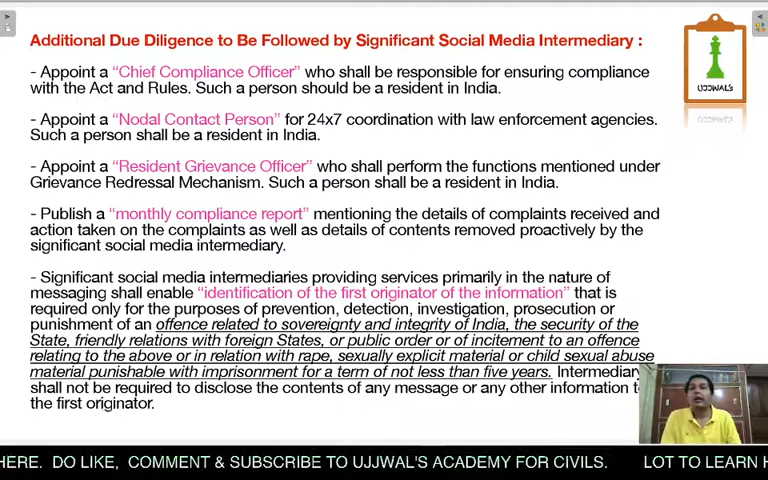 Additional Due Diligence to Be Followed by Significant Social Media Intermediary :
- Appoint a “Chief Compliance Officer” who shall be responsible for ensuring compliance
with the Act and Rules. Such a person should be a resident in India.
- Appoint a “Nodal Contact Person” for 24x7 coordination with law enforcement agencies.
Such a person shall be a resident in India.
- Appoint a “Resident Grievance Officer” who shall perform the functions mentioned under
Grievance Redressal Mechanism. Such a person shall be a resident in India.
- Publish a “monthly compliance report” mentioning the details of complaints received and
action taken on the complaints as well as details of contents removed proactively by the
significant social media intermediary.
- Significant social media intermediaries providing services primarily in the nature of
messaging shall enable “identification of the first originator of the information” that is
required only for the purposes of prevention, detection, investigation, prosecution or
punishment of an offence related to sovereignty and integrity of India, the security of the
State, friendly relations with foreign States, or public order or of incitement to an offence
relating to the above or in relation with rape, sexually explicit material or child sexual abuse
material punishable with imprisonment for a term of not less than five years. Intermediary
shall not be required to disclose the contents of any message or any other information
the first originator.
UJJWAL'S
HERE. DO LIKE, COMMENT & SUBSCRIBE TO UJJWAL'S ACADEMY FOR CIVILS. LOT TO LEARN